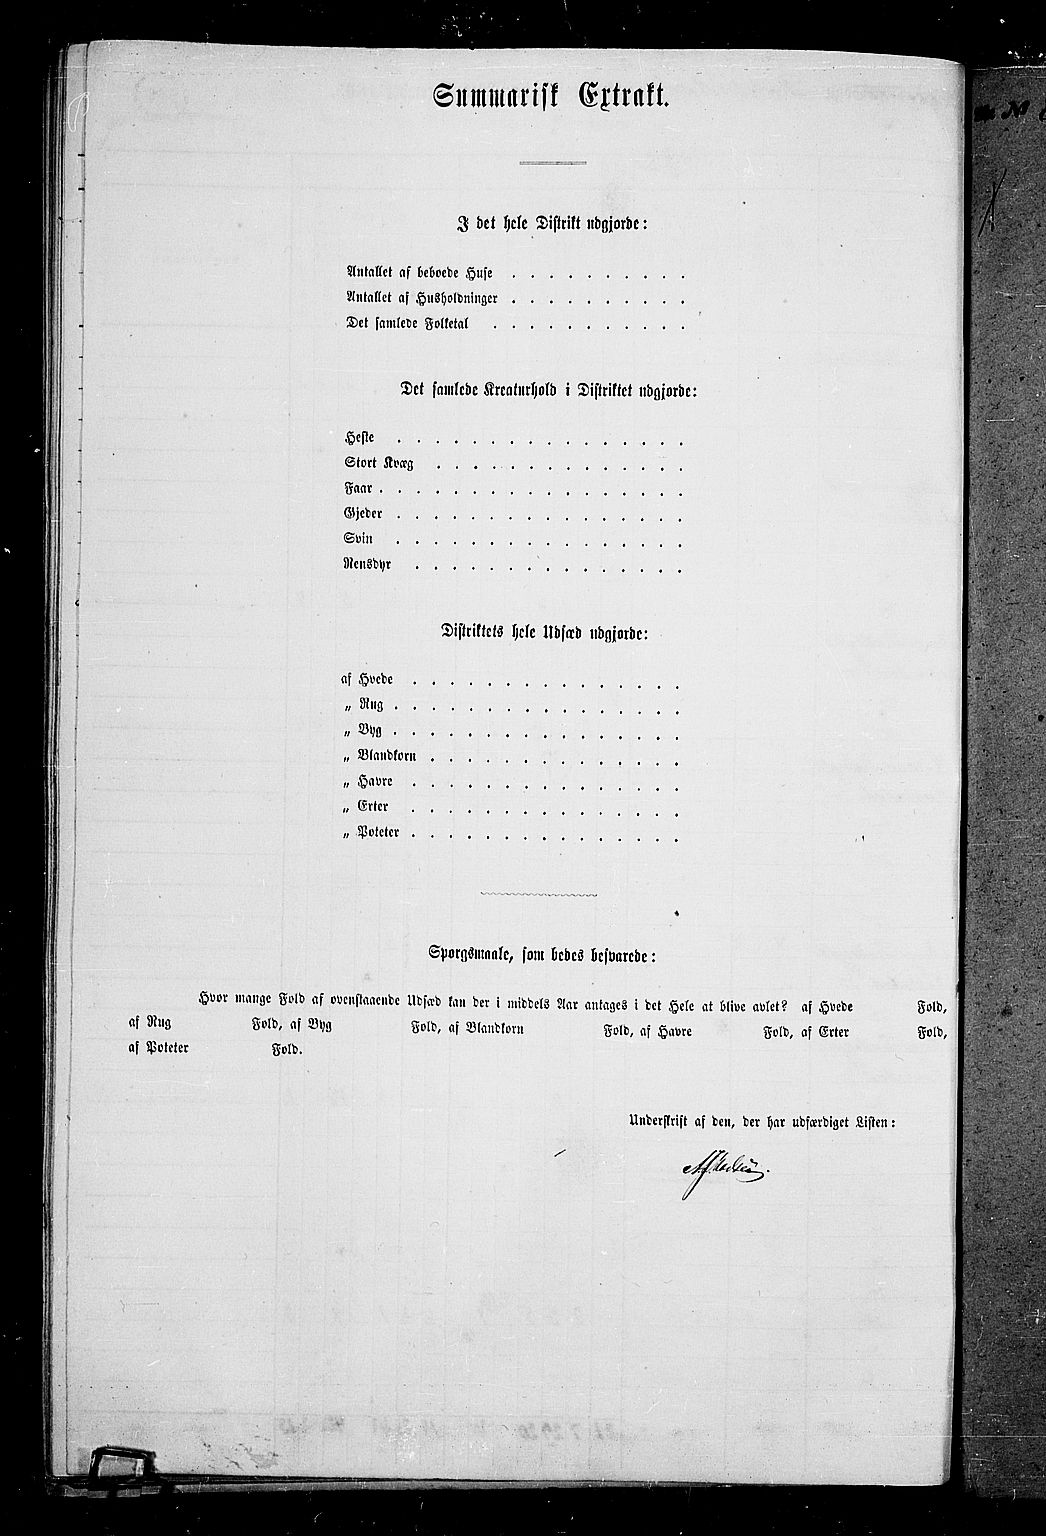 Summarisk Extrakt.
I det hele Distrikt udgjorde:
Antallet af beboede Huse . . . . . . . . . .
Antallet af Husholdninger . . . . . . . . . .
Det samlede Folketal . . . . . . . . . . .
Det samlede Kreaturhold i Distriktet udgjorde:
Heste . . . . . . . . . . . . . . . .
Stort Kvæg . . . . . . . . . . . . . .
Faar . . . . . . . . . . . . . . . . .
Gjeder . . . . . . . . . . . . . . . .
Svin . . . . . . . . . . . . . . . .
Rensdyr . . . . . . . . . . . . . . .
Distriktets hele Udsæd udgjorde:
af Hvede . . . . . . . . . . . . . . .
„ Rug . . . . . . . . . . . . . . . .
„ Byg . . . . . . . . . . . . . . . .
„ Blandkorn . . . . . . . . . . . . . .
„ Havre . . . . . . . . . . . . . . .
„ Erter . . . . . . . . . . . . . . .
„ Poteter . . . . . . . . . . . . . . .
Sporgsmaale, som bedes besvarede:
Hvor mange Fold af ovenstaaende Udsæd kan der i middels Aar antages i det Hele at blive avlet? af Hvede Fold,
af Rug Fold, af Byg Fold, af Blandkorn Fold, af Havre Fold, af Erter Fold,
af Poteter Fold.
Underskrift af den, der har udfærdiget Listen: